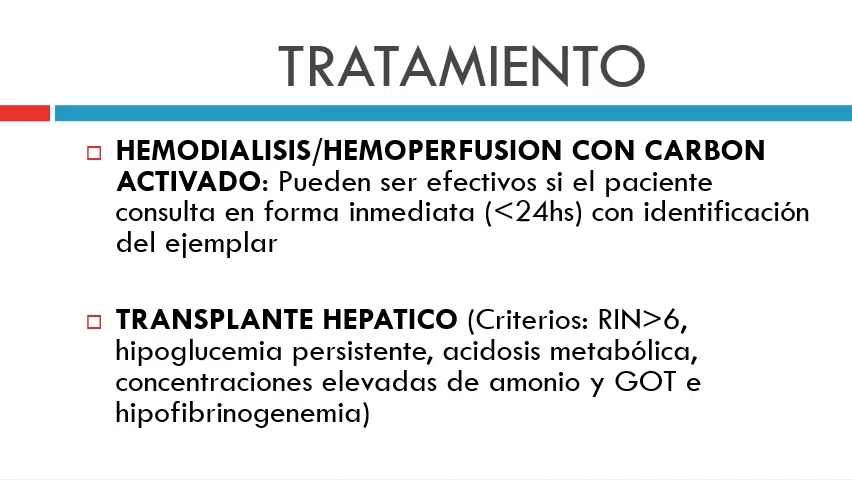 TRATAMIENTO
HEMODIALISIS/HEMOPERFUSION CON CARBON
ACTIVADO: Pueden ser efectivos si el paciente
consulta en forma inmediata (<24hs) con identificación
del ejemplar
TRANSPLANTE HEPATICO (Criterios: RIN>6,
hipoglucemia persistente, acidosis metabólica,
concentraciones elevadas de amonio y GOT e
hipofibrinogenemia)